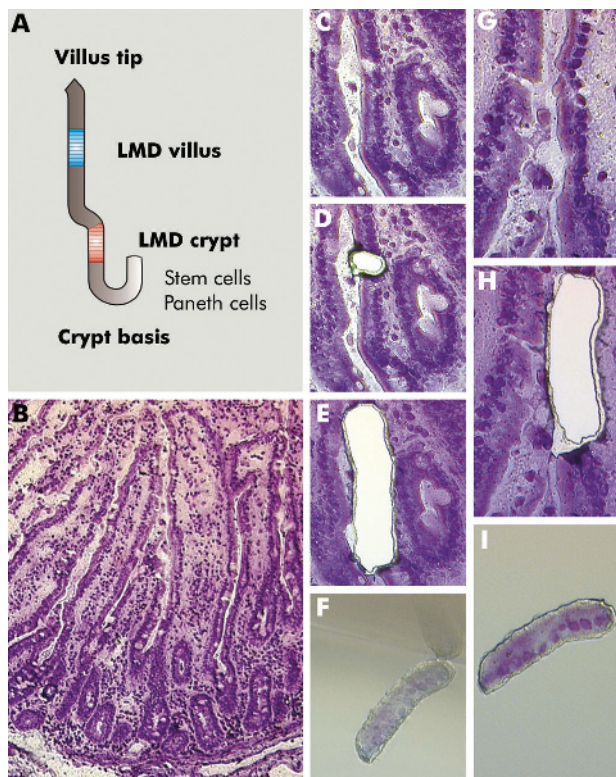 A
Villus tip
LMD villus
LMD crypt
Stem cells
Paneth cells
Crypt basis
B
C
D
E
F
G
H
I